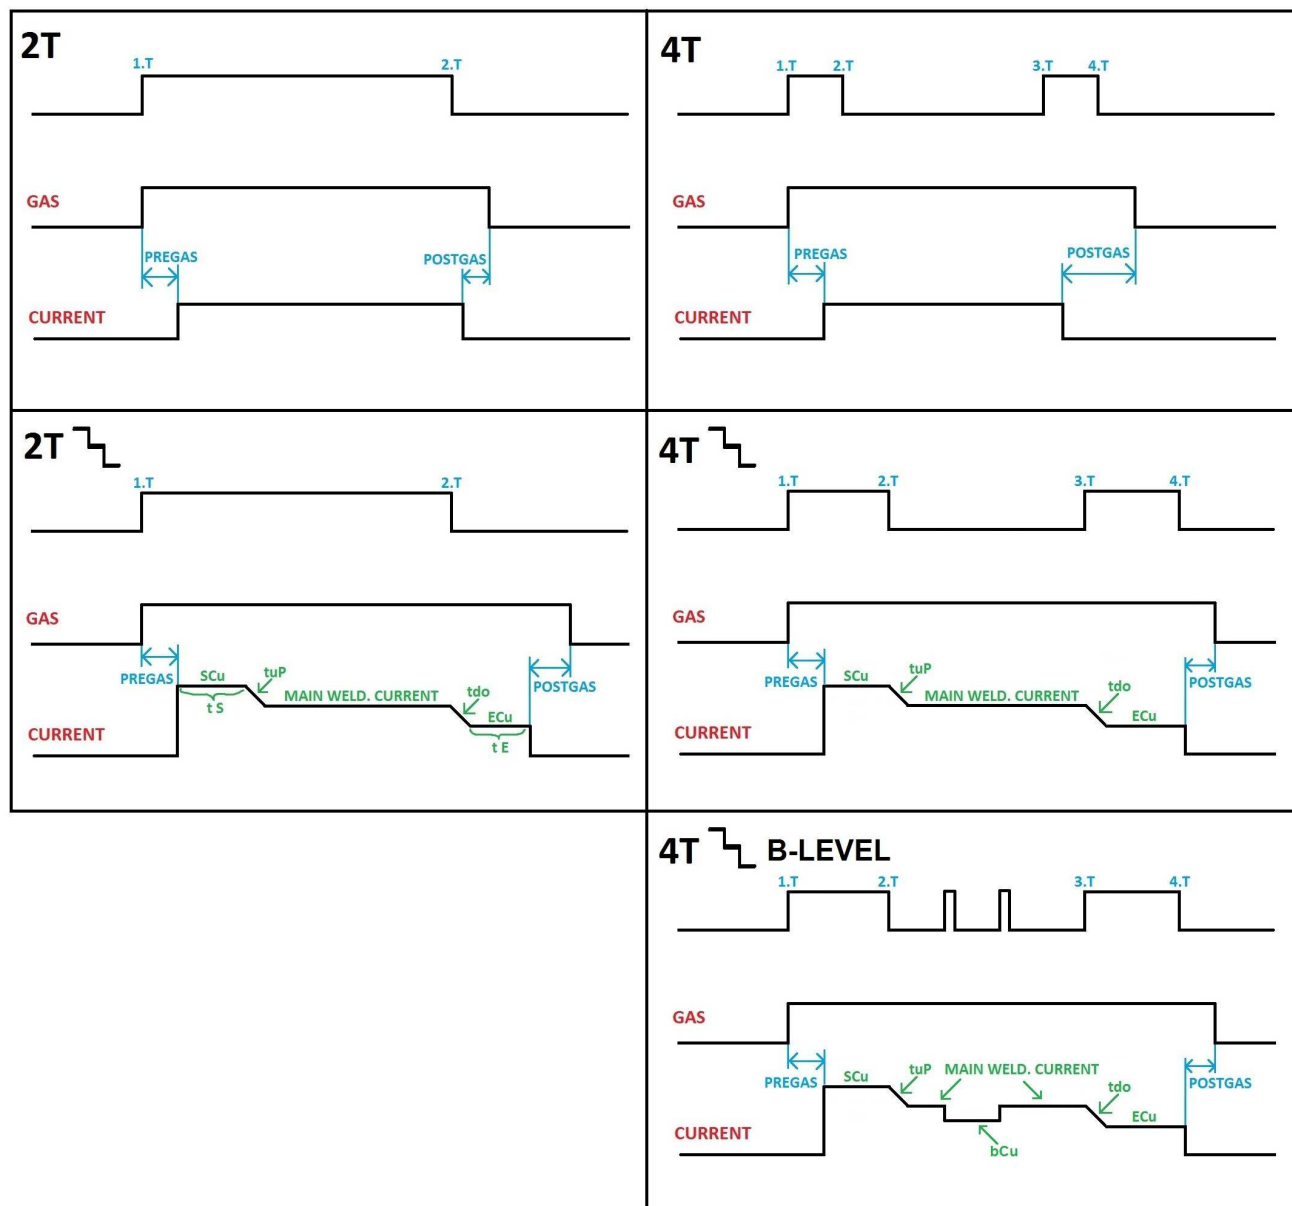 2T
1.T 2.T
GAS
PREGAS POSTGAS
CURRENT
4T
1.T 2.T 3.T 4.T
GAS
PREGAS POSTGAS
CURRENT
2T
1.T 2.T
GAS
PREGAS SCu tuP POSTGAS
t S MAIN WELD. CURRENT tdo
ECu
t E
CURRENT
4T
1.T 2.T 3.T 4.T
GAS
PREGAS SCu tuP POSTGAS
MAIN WELD. CURRENT tdo
ECu
CURRENT
4T B-LEVEL
1.T 2.T 3.T 4.T
GAS
PREGAS SCu tuP MAIN WELD. CURRENT tdo POSTGAS
ECu
CURRENT
bCu